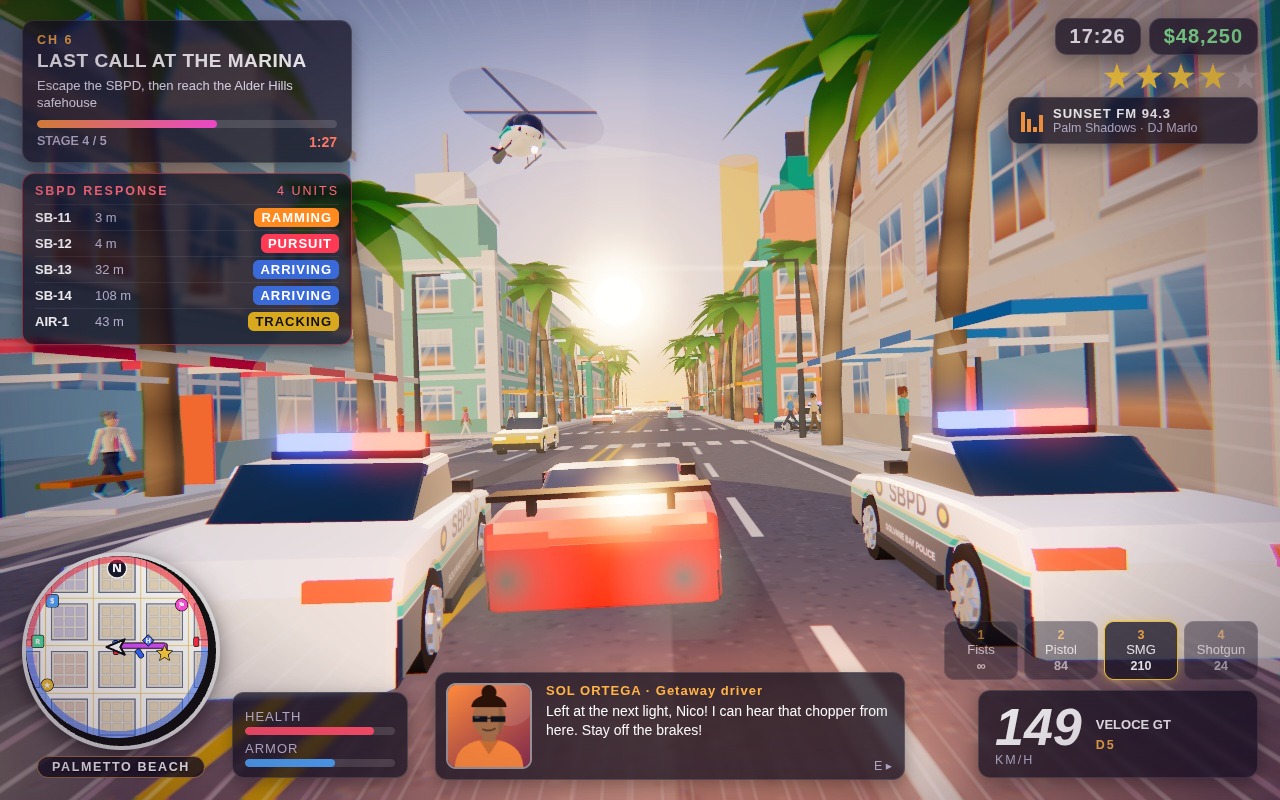 CH 6
LAST CALL AT THE MARINA
Escape the SBPD, then reach the Alder Hills
safehouse
STAGE 4 / 5 1:27
SBPD RESPONSE 4 UNITS
SB-11 3 m RAMMING
SB-12 4 m PURSUIT
SB-13 32 m ARRIVING
SB-14 108 m ARRIVING
AIR-1 43 m TRACKING
17:26 $48,250
SUNSET FM 94.3
Palm Shadows · DJ Marlo
SBPD
SBPD
SOLVANE BAY POLICE
N
$
R
H
PALMETTO BEACH
HEALTH
ARMOR
SOL ORTEGA · Getaway driver
Left at the next light, Nico! I can hear that chopper from
here. Stay off the brakes!
E ▸
1 2 3 4
Fists Pistol SMG Shotgun
∞ 84 210 24
149 VELOCE GT
D5
KM/H